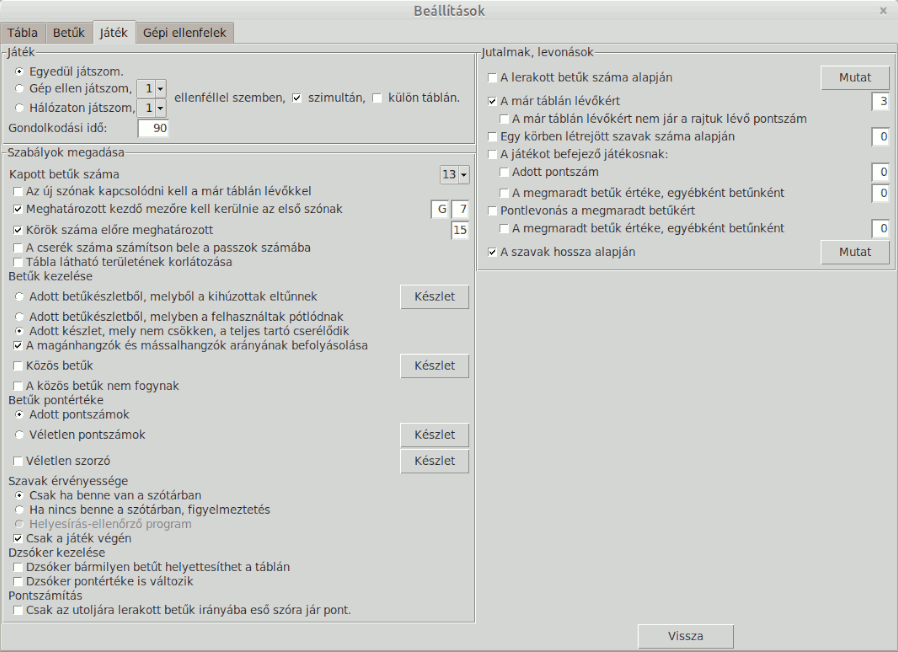 Beállítások ×
Tábla Betűk Játék Gépi ellenfelek
Játék
Egyedül játszom.
Gép ellen játszom, 1
Hálózaton játszom, 1
ellenféllel szemben, szimultán, külön táblán.
Gondolkodási idő: 90
Szabályok megadása
Kapott betűk száma 13
Az új szónak kapcsolódni kell a már táblán lévőkkel
Meghatározott kezdő mezőre kell kerülnie az első szónak G 7
Körök száma előre meghatározott 15
A cserék száma számítson bele a passzok számába
Tábla látható területének korlátozása
Betűk kezelése
Adott betűkészletből, melyből a kihúzottak eltűnnek Készlet
Adott betűkészletből, melyben a felhasználtak pótlódnak
Adott készlet, mely nem csökken, a teljes tartó cserélődik
A magánhangzók és mássalhangzók arányának befolyásolása
Közös betűk Készlet
A közös betűk nem fogynak
Betűk pontértéke
Adott pontszámok
Véletlen pontszámok Készlet
Véletlen szorzó Készlet
Szavak érvényessége
Csak ha benne van a szótárban
Ha nincs benne a szótárban, figyelmeztetés
Helyesírás-ellenőrző program
Csak a játék végén
Dzsóker kezelése
Dzsóker bármilyen betűt helyettesíthet a táblán
Dzsóker pontértéke is változik
Pontszámítás
Csak az utoljára lerakott betűk irányába eső szóra jár pont.
Jutalmak, levonások
A lerakott betűk száma alapján Mutat
A már táblán lévőkért 3
A már táblán lévőkért nem jár a rajtuk lévő pontszám
Egy körben létrejött szavak száma alapján 0
A játékot befejező játékosnak:
Adott pontszám 0
A megmaradt betűk értéke, egyébként betűnként 0
Pontlevonás a megmaradt betűkért
A megmaradt betűk értéke, egyébként betűnként 0
A szavak hossza alapján Mutat
Vissza